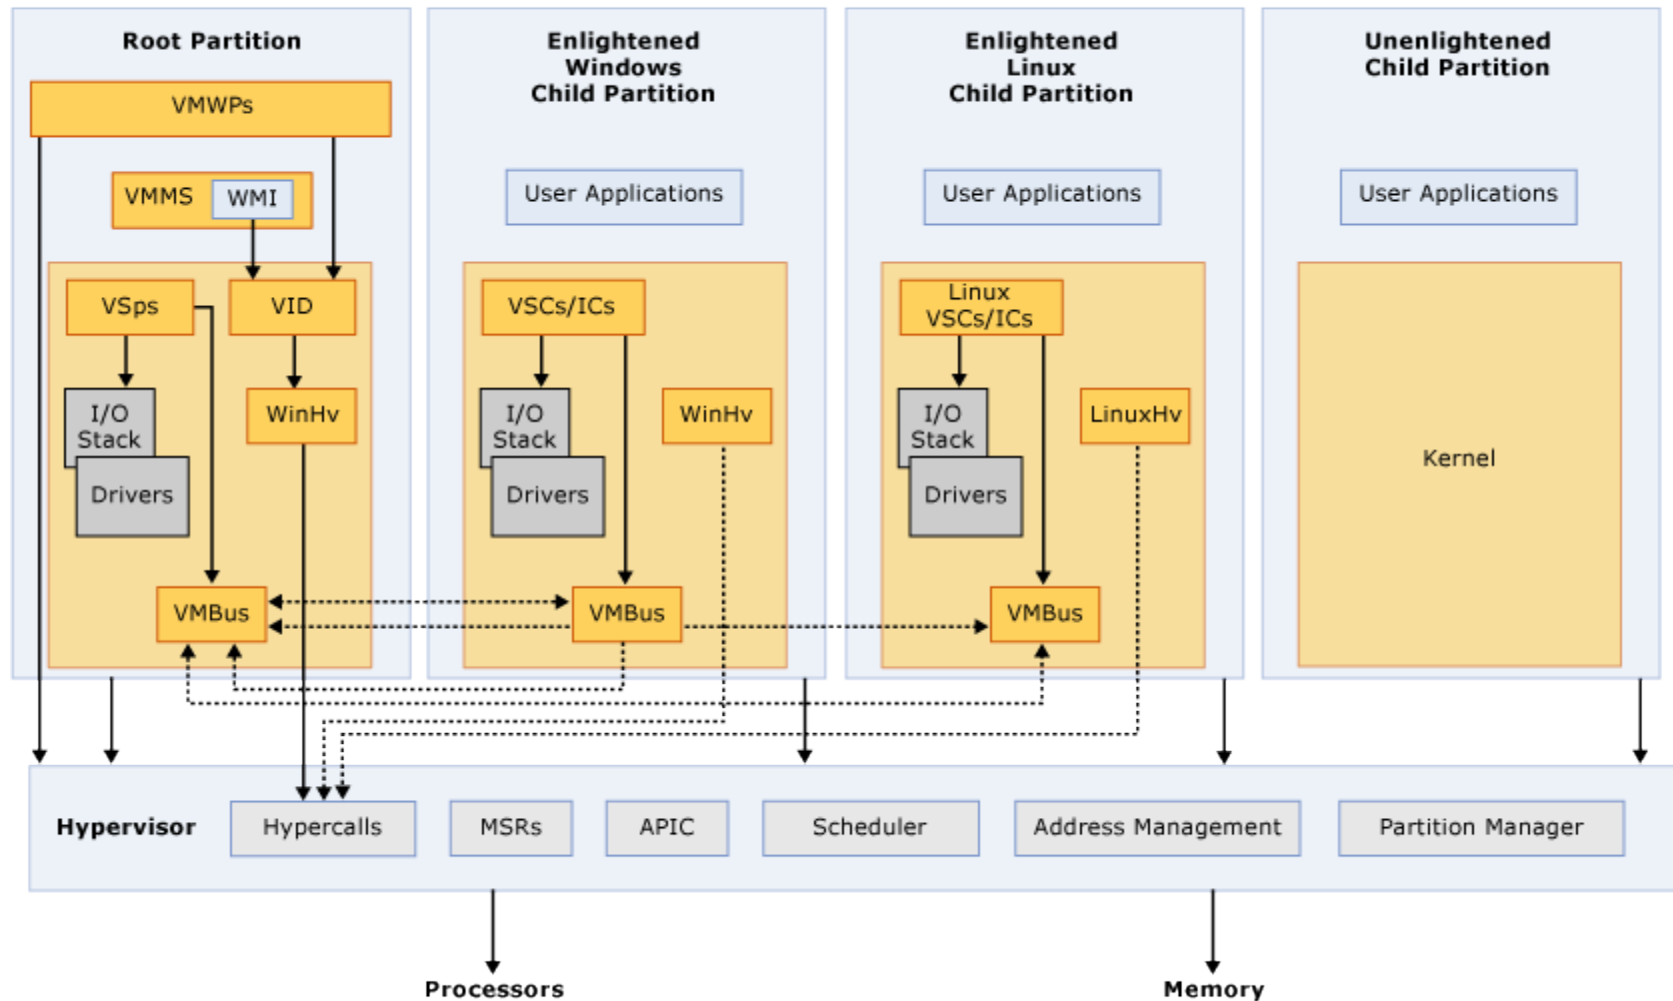 Root Partition
VMWPs
VMMS
WMI
VSps
VID
I/O
Stack
WinHv
Drivers
VMBus
Enlightened
Windows
Child Partition
User Applications
VSCs/ICs
I/O
Stack
WinHv
Drivers
VMBus
Enlightened
Linux
Child Partition
User Applications
Linux
VSCs/ICs
I/O
Stack
LinuxHv
Drivers
VMBus
Unenlightened
Child Partition
User Applications
Kernel
Hypervisor
Hypercalls
MSRs
APIC
Scheduler
Address Management
Partition Manager
Processors
Memory